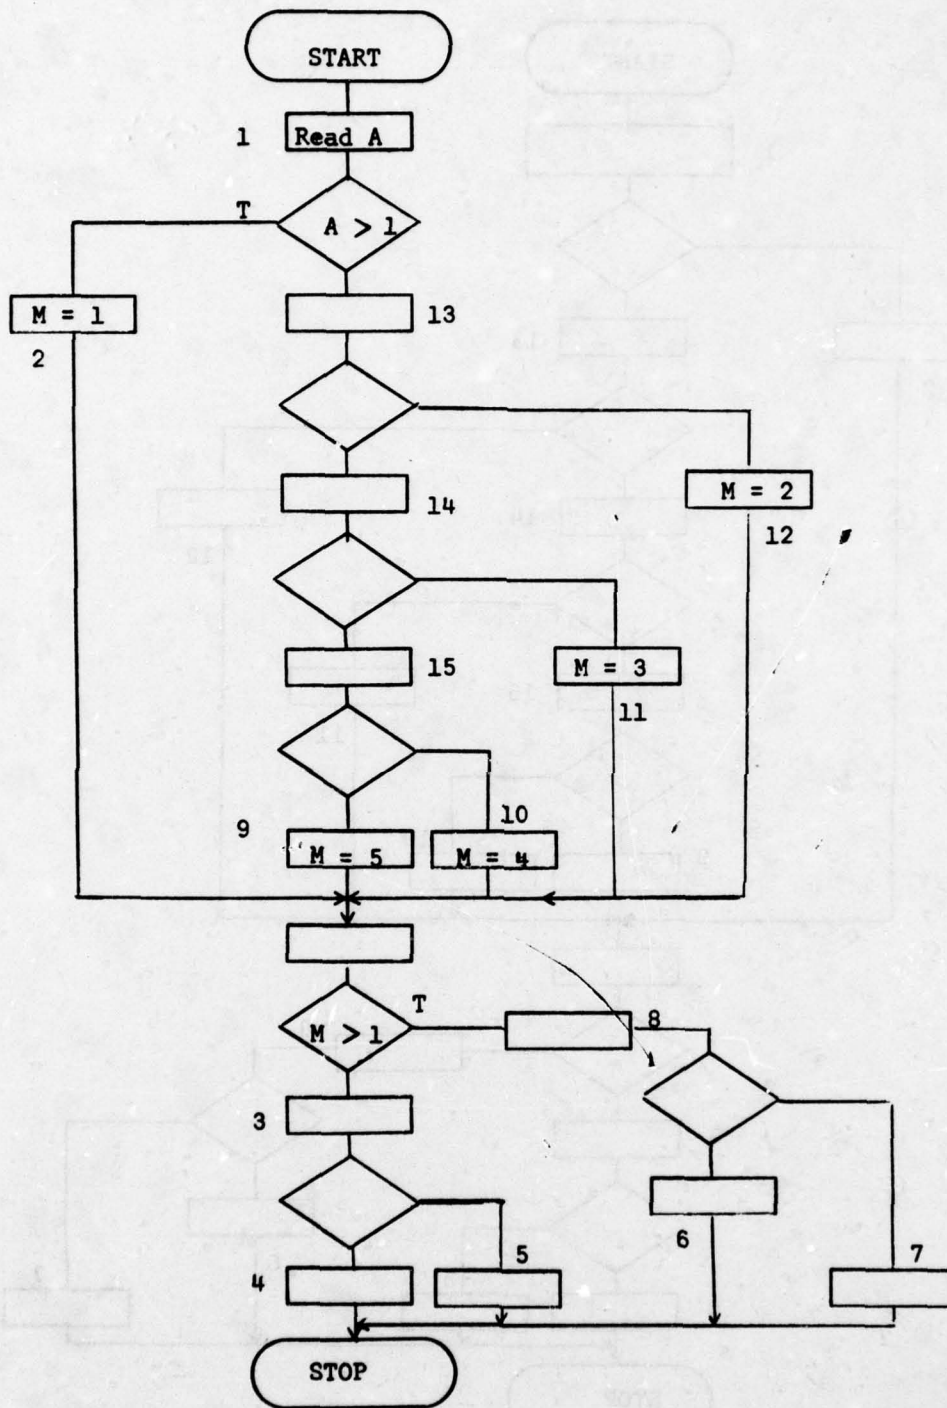 START
1
Read A
T
A > 1
M = 1
2
13
14
M = 2
12
15
M = 3
11
9
10
M = 5
M = 4
T
M > 1
8
3
6
5
7
4
STOP